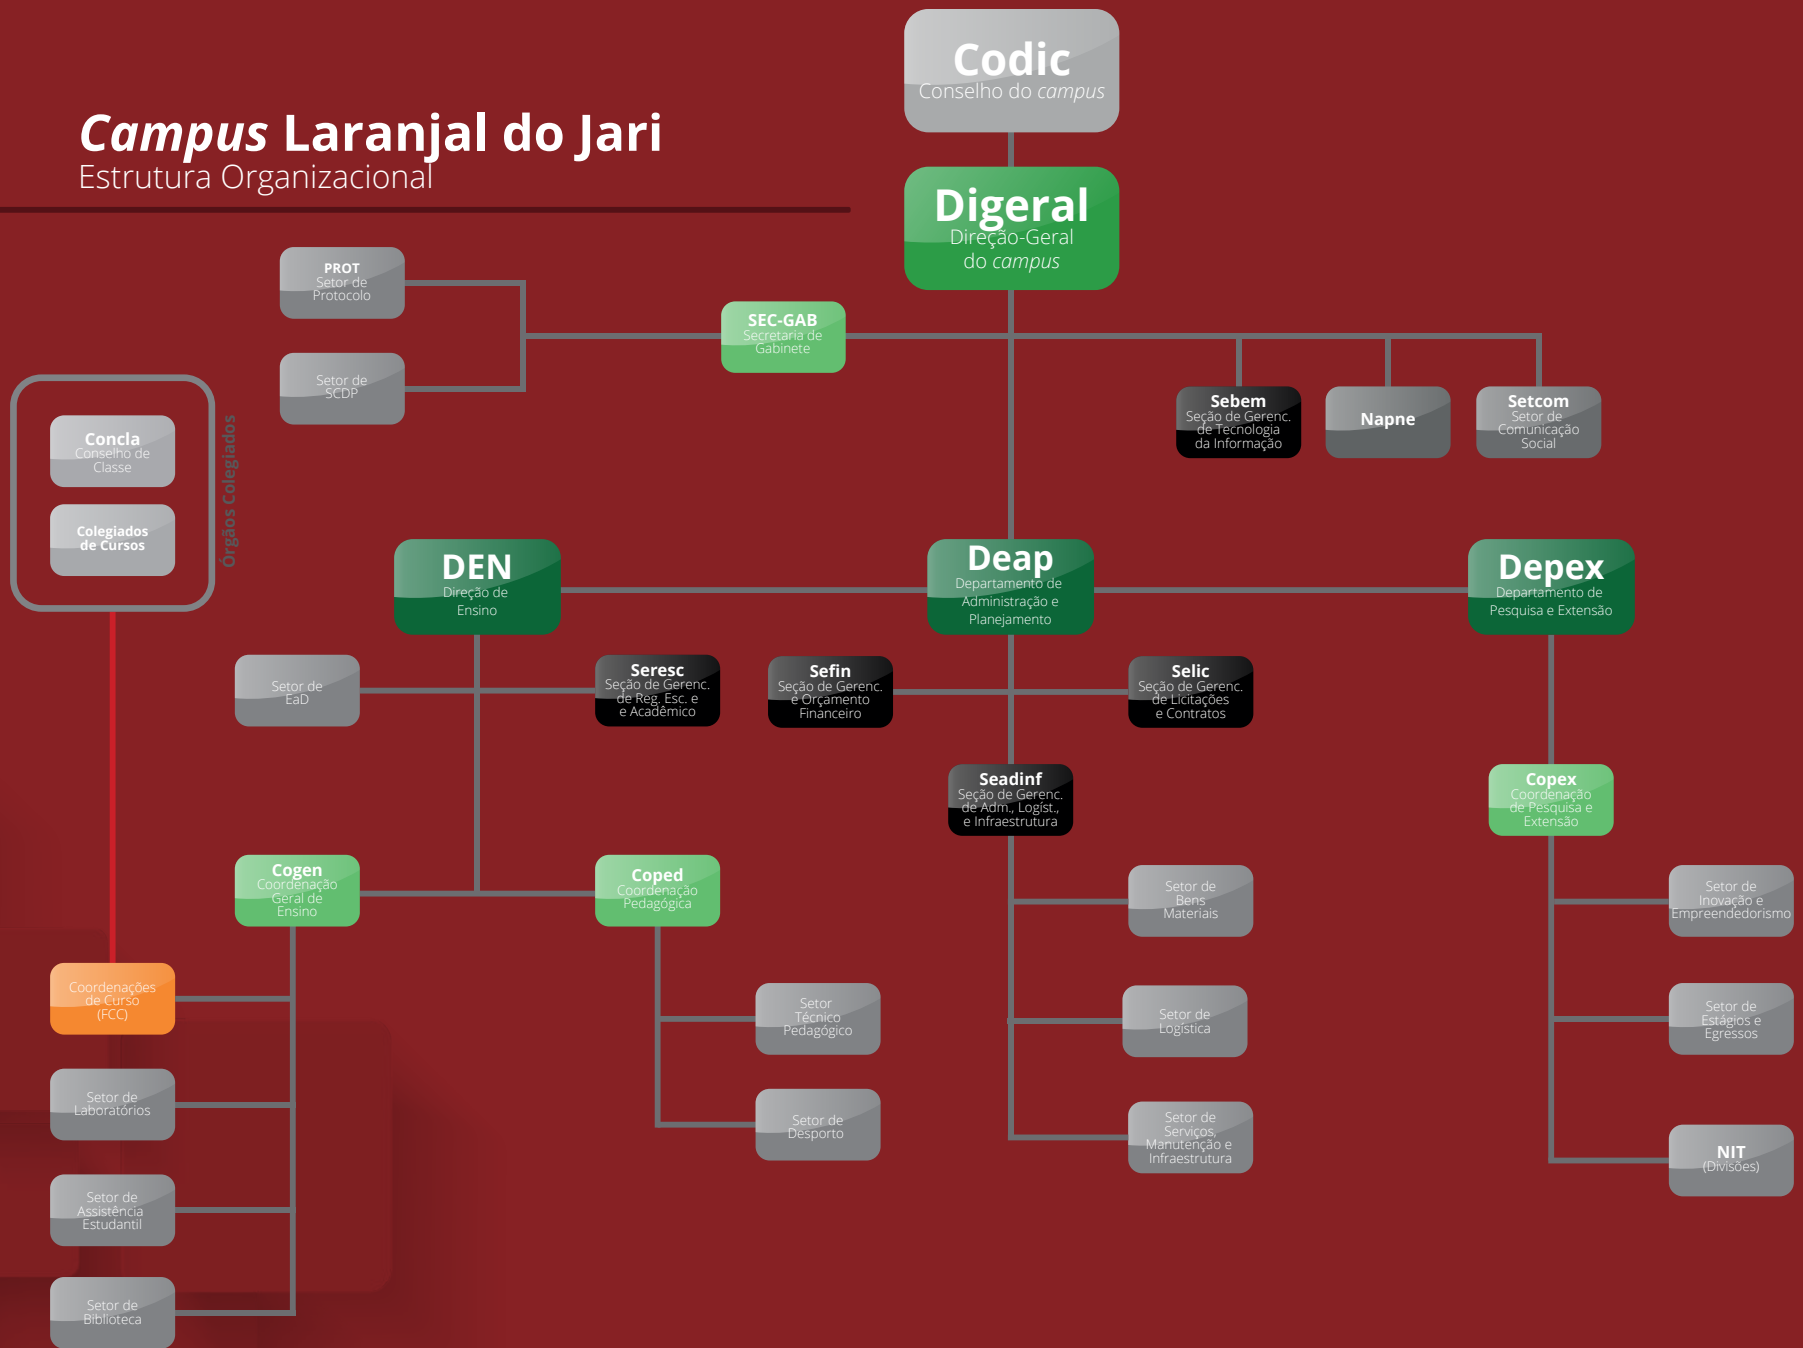 Codic
Conselho do campus
Campus Laranjal do Jari
Estrutura Organizacional
Digeral
Direção-Geral
do campus
PROT
Setor de
Protocolo
SEC-GAB
Secretaria de
Gabinete
Setor de
SCDP
Sebem
Seção de Gerenc.
de Tecnologia
da Informação
Napne
Setcom
Setor de
Comunicação
Social
Concla
Conselho de
Classe
Colegiados
de Cursos
Órgãos Colegiados
DEN
Direção de
Ensino
Deap
Departamento de
Administração e
Planejamento
Depex
Departamento de
Pesquisa e Extensão
Setor de
EaD
Seresc
Seção de Gerenc.
de Reg. Esc. e
e Acadêmico
Sefin
Seção de Gerenc.
e Orçamento
Financeiro
Selic
Seção de Gerenc.
de Licitações
e Contratos
Seadinf
Seção de Gerenc.
de Adm., Logíst.,
e Infraestrutura
Copex
Coordenação
de Pesquisa e
Extensão
Cogen
Coordenação
Geral de
Ensino
Coped
Coordenação
Pedagógica
Setor de
Bens
Materiais
Setor de
Inovação e
Empreendedorismo
Coordenações
de Curso
(FCC)
Setor
Técnico
Pedagógico
Setor de
Logística
Setor de
Estágios e
Egressos
Setor de
Laboratórios
Setor de
Desporto
Setor de
Serviços,
Manutenção e
Infraestrutura
NIT
(Divisões)
Setor de
Assistência
Estudantil
Setor de
Biblioteca